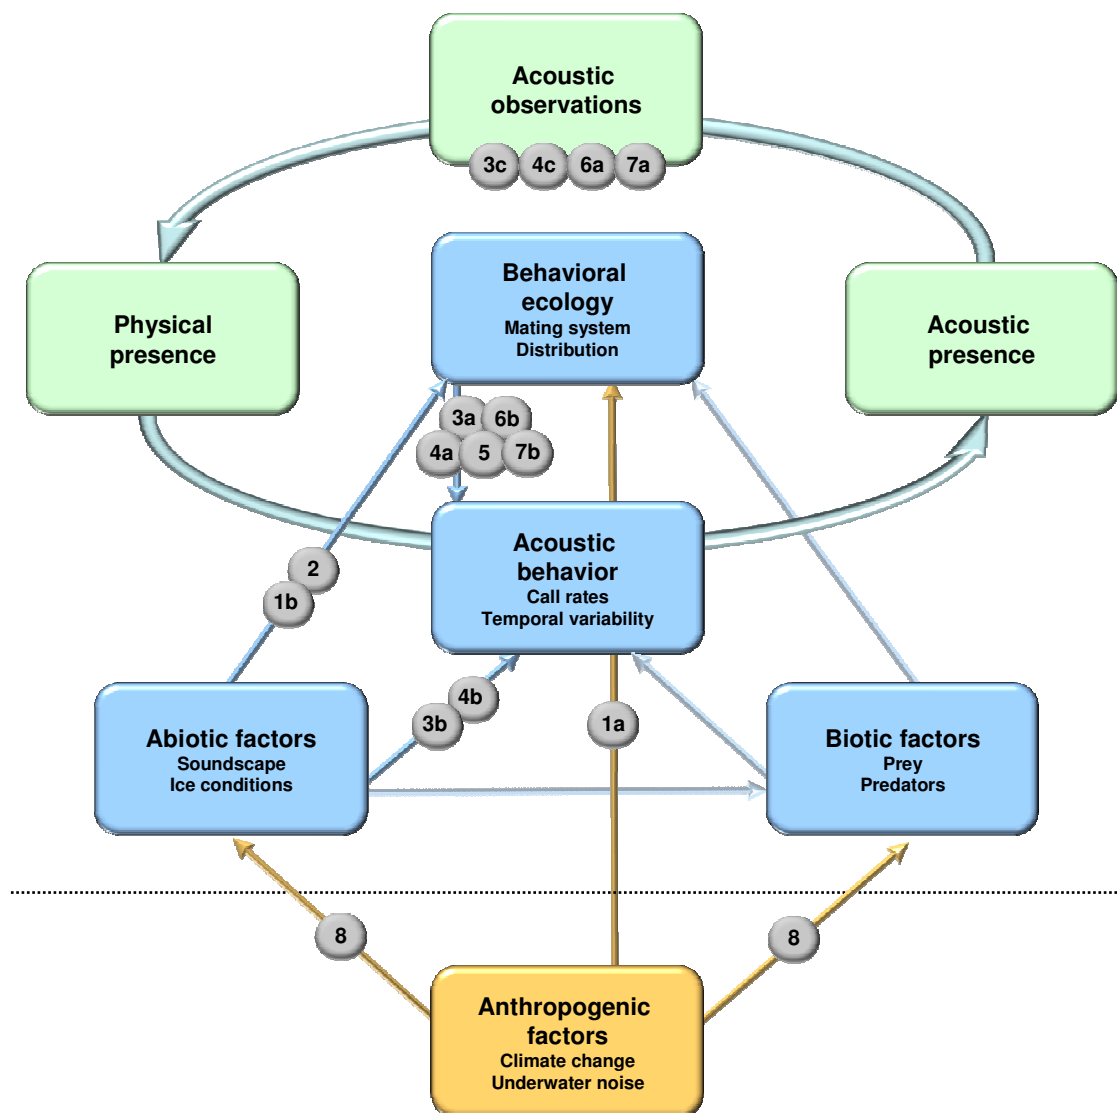 Acoustic
observations
3c 4c 6a 7a
Behavioral
ecology
Mating system
Distribution
Physical
presence
Acoustic
presence
3a 6b
4a 5 7b
Acoustic
behavior
Call rates
Temporal variability
2
1b
4b
3b
1a
Abiotic factors
Soundscape
Ice conditions
Biotic factors
Prey
Predators
8
8
Anthropogenic
factors
Climate change
Underwater noise